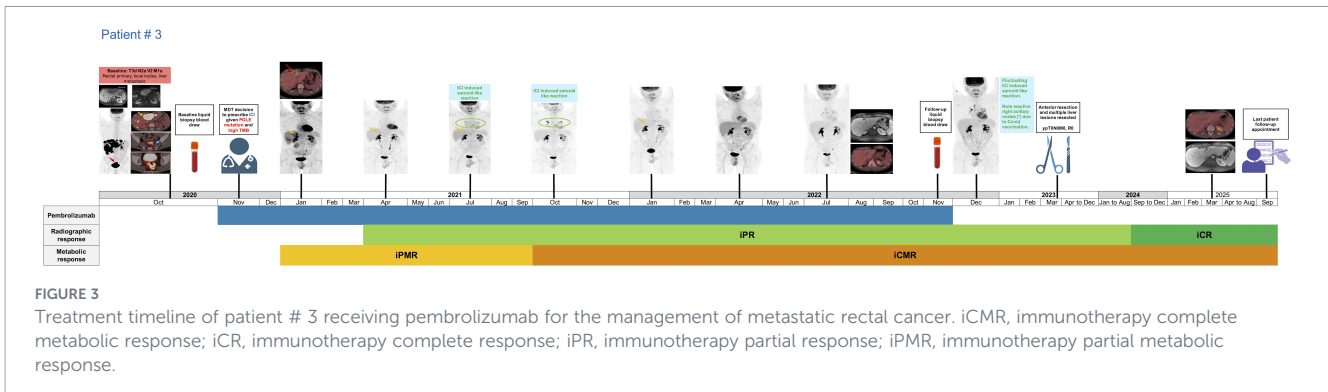 Patient # 3
Baseline: T3d N2a V2 M1a
Rectal primary, local nodes, liver
metastasis
Baseline liquid
biopsy blood
draw
MDT decision
to prescribe ICI
given POLE
mutation and
high TMB
ICI induced sarcoid like
reaction
ICI induced sarcoid
like reaction
Follow-up
liquid
biopsy
blood
draw
Fluctuating
ICI induced
sarcoid like
reaction.
Note reactive
right axillary
nodes (*) due
to Covid
vaccination.
Anterior resection
and multiple liver
lesions resected
ypT0N0M0, R0
Last patient
follow-up
appointment
2020 2021 2022 2023 2024 2025
Oct Nov Dec Jan Feb Mar Apr May Jun Jul Aug Sep Oct Nov Dec Jan Feb Mar Apr May Jun Jul Aug Sep Oct Nov Dec Jan Feb Mar Apr to Dec Jan to Aug Sep to Dec Jan Feb Mar Apr to Aug Sep
Pembrolizumab
Radiographic
response
iPR iCR
Metabolic
response
iPMR iCMR
FIGURE 3
Treatment timeline of patient # 3 receiving pembrolizumab for the management of metastatic rectal cancer. iCMR, immunotherapy complete
metabolic response; iCR, immunotherapy complete response; iPR, immunotherapy partial response; iPMR, immunotherapy partial metabolic
response.